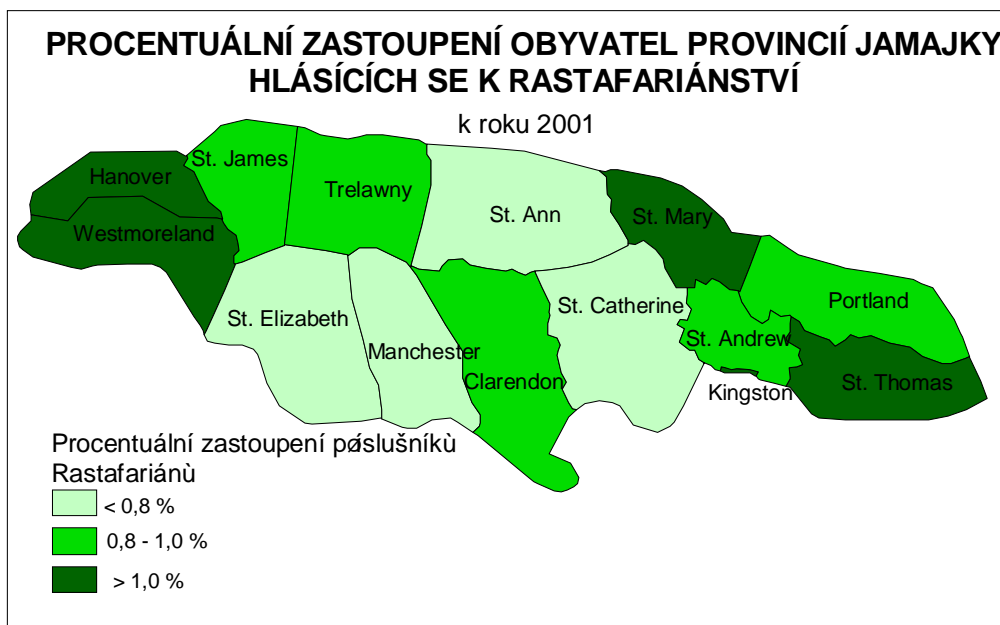 PROCENTUÁLNÍ ZASTOUPENÍ OBYVATEL PROVINCIÍ JAMAJKY
HLÁSÍCÍCH SE K RASTAFARIÁNSTVÍ
k roku 2001
St. James
Hanover
Trelawny
St. Ann
St. Mary
Westmoreland
Portland
St. Catherine
St. Elizabeth
St. Andrew
Manchester
Clarendon
St. Thomas
Kingston
Procentuální zastoupení pøíslušníkù
Rastafariánù
< 0,8 %
0,8 - 1,0 %
> 1,0 %